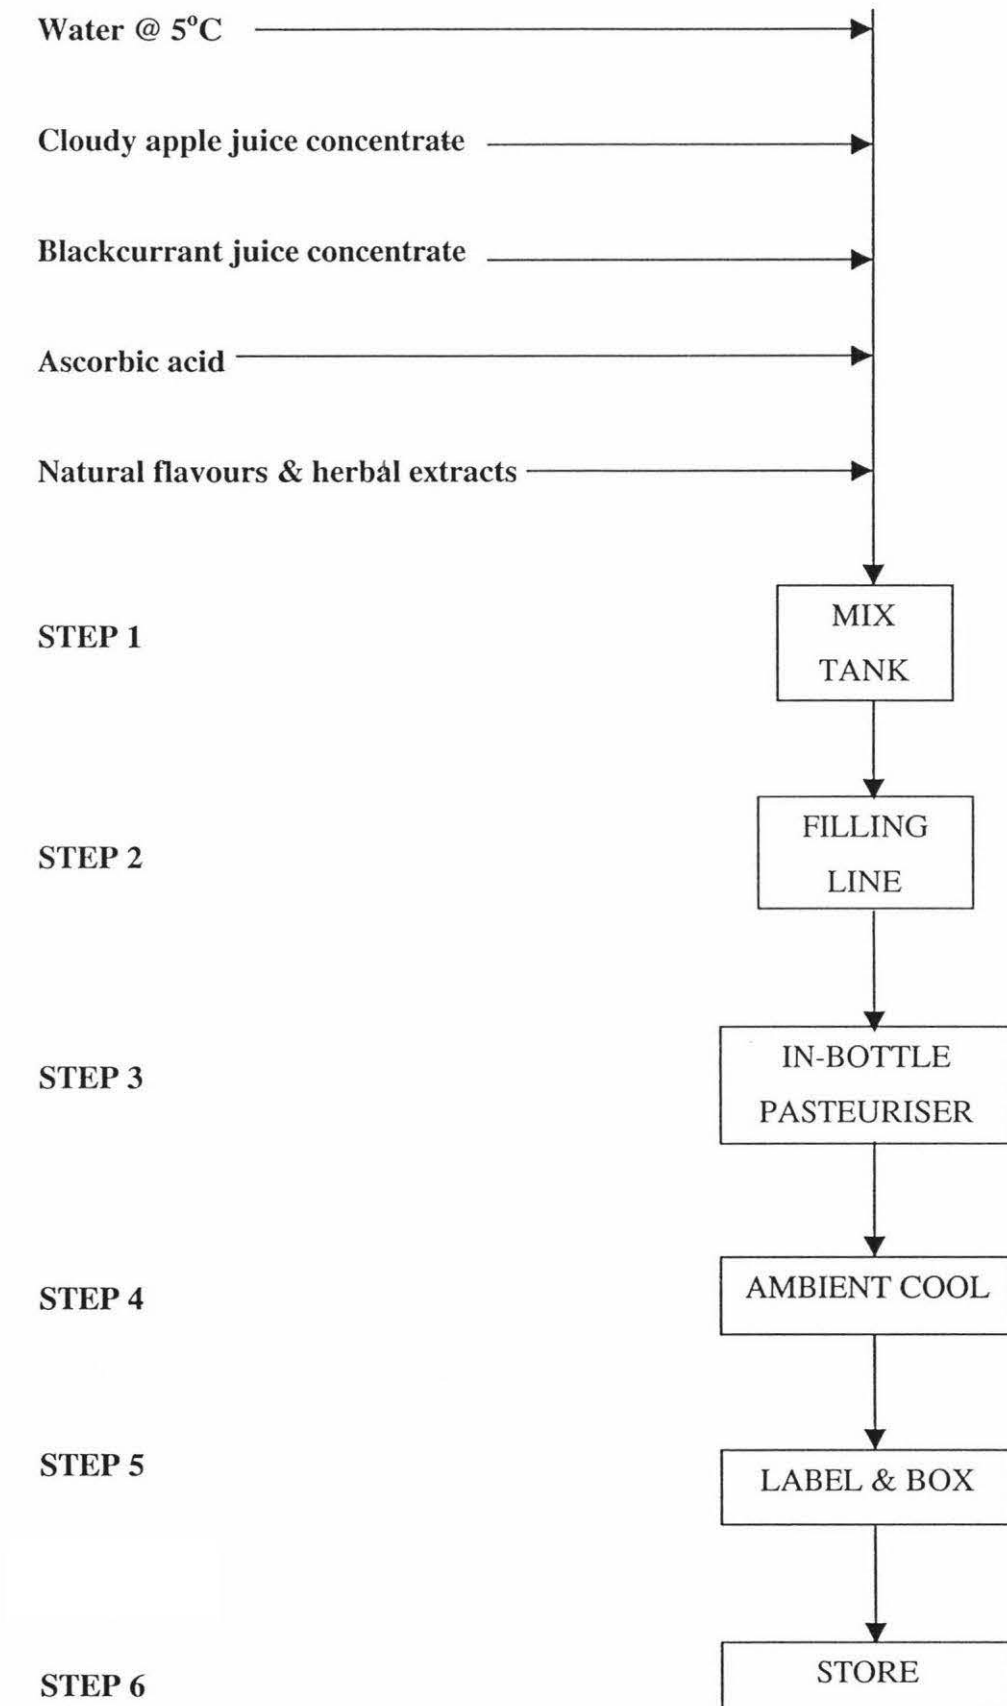 Water @ 5°C
Cloudy apple juice concentrate
Blackcurrant juice concentrate
Ascorbic acid
Natural flavours & herbal extracts
STEP 1
MIX
TANK
STEP 2
FILLING
LINE
STEP 3
IN-BOTTLE
PASTEURISER
STEP 4
AMBIENT COOL
STEP 5
LABEL & BOX
STEP 6
STORE